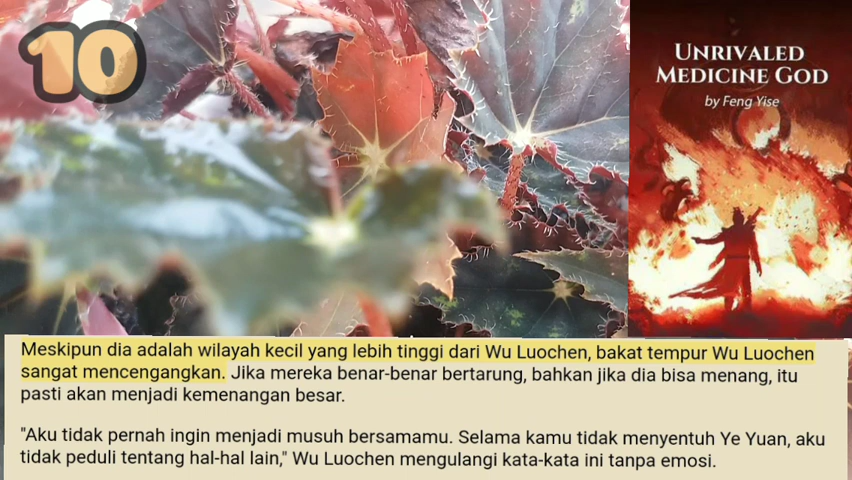 10
UNRIVALED
MEDICINE GOD
by Feng Yise
Meskipun dia adalah wilayah kecil yang lebih tinggi dari Wu Luochen, bakat tempur Wu Luochen
sangat mencengangkan. Jika mereka benar-benar bertarung, bahkan jika dia bisa menang, itu
pasti akan menjadi kemenangan besar.
"Aku tidak pernah ingin menjadi musuh bersamamu. Selama kamu tidak menyentuh Ye Yuan, aku
tidak peduli tentang hal-hal lain," Wu Luochen mengulangi kata-kata ini tanpa emosi.